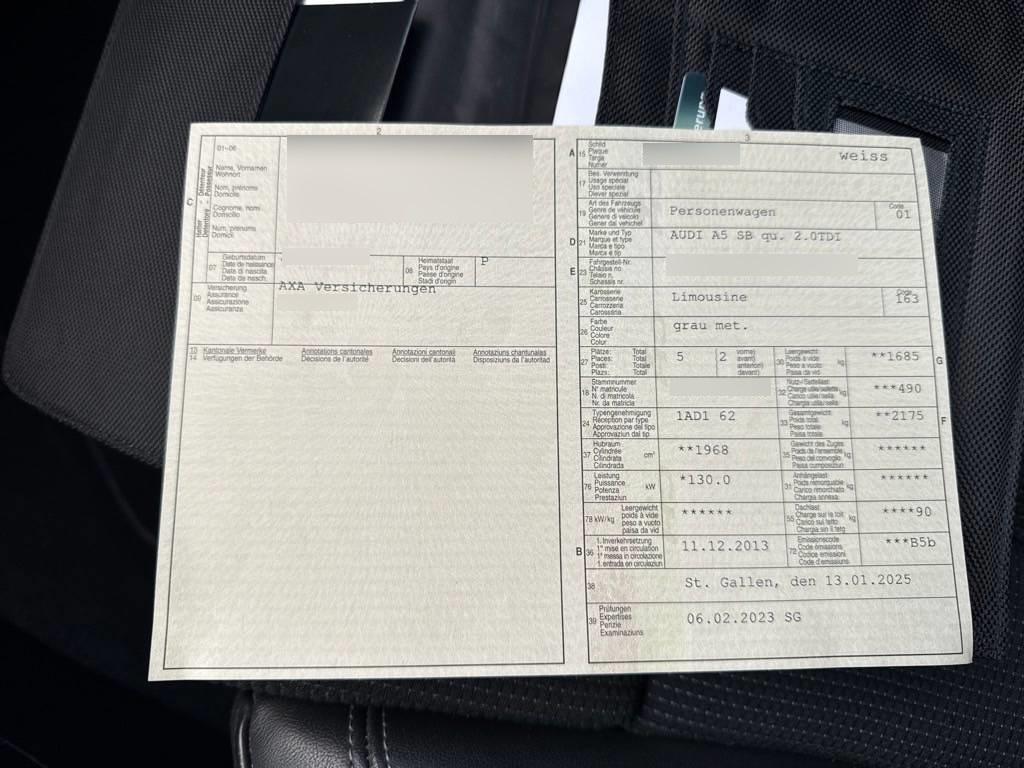 2
01-06
C
Halter
Détenteur
Detentore
Possessur
Name, Vornamen
Wohnort
Nom, prénoms
Domicile
Cognome, nomi
Domicilio
Num, prenums
Domicil
07
Geburtsdatum
Date de naissance
Data di nascita
Data da nasch.
08
Heimatstaat
Pays d'origine
Paese d'origine
Stadi d'origin
P
09
Versicherung
Assurance
Assicurazione
Assicuranza
AXA Versicherungen
13
14
Kantonale Vermerke
Verfügungen der Behörde
Annotations cantonales
Décisions de l'autorité
Annotazioni cantonali
Decisioni dell'autorità
Annotaziuns chantunalas
Disposiziuns da l'autoritad
3
A 15
Schild
Plaque
Targa
Numer
weiss
17
Bes. Verwendung
Usage spécial
Uso speciale
Diever spezial
19
Art des Fahrzeugs
Genre de véhicule
Genere di veicolo
Gener dal vehichel
Personenwagen
Code
01
D 21
Marke und Typ
Marque et type
Marca e tipo
Marca e tip
AUDI A5 SB qu. 2.0TDI
E 23
Fahrgestell-Nr.
Châssis no
Telaio n.
Schassis nr.
25
Karosserie
Carrosserie
Carrozzeria
Carossaria
Limousine
Code
163
26
Farbe
Couleur
Colore
Colur
grau met.
27
Plätze: Total
Places: Total
Posti: Totale
Plazs: Total
5
2
vorne)
avant)
anteriori)
davant)
30
Leergewicht
Poids à vide
Peso a vuoto
Paisa da vid
kg
**1685
G
18
Stammnummer
N° matricule
N. di matricola
Nr. da matricla
32
Nutz-/Sattellast
Charge utile/sellette
Carico utile/sella
Chargia utila/sella
kg
***490
24
Typengenehmigung
Réception par type
Approvazione del tipo
Approvaziun dal tip
1AD1 62
33
Gesamtgewicht
Poids total
Peso totale
Paisa totala
kg
**2175
F
37
Hubraum
Cylindrée
Cilindrata
Cilindrada
cm³
**1968
35
Gewicht des Zuges
Poids de l'ensemble
Peso del convoglio
Paisa cumposiziun
kg
******
76
Leistung
Puissance
Potenza
Prestaziun
kW
*130.0
31
Anhängelast
Poids remorquable
Carico rimorchiato
Chargia annexa
kg
******
78 kW/kg
Leergewicht
poids à vide
peso a vuoto
paisa da vid
******
55
Dachlast
Charge sur le toit
Carico sul tetto
Chargia sin il tetg
kg
****90
B 36
1. Inverkehrsetzung
1re mise en circulation
1a messa in circolazione
1. entrada en circulaziun
11.12.2013
72
Emissionscode
Code émissions
Codice emissioni
Code d'emissiuns
***B5b
38
St. Gallen, den 13.01.2025
39
Prüfungen
Expertises
Perizie
Examinaziuns
06.02.2023 SG